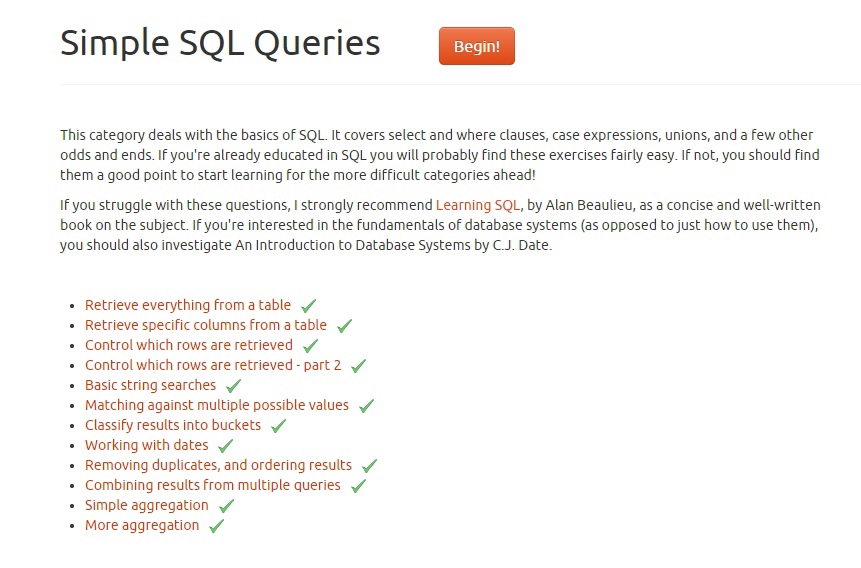 Simple SQL Queries
Begin!
This category deals with the basics of SQL. It covers select and where clauses, case expressions, unions, and a few other
odds and ends. If you're already educated in SQL you will probably find these exercises fairly easy. If not, you should find
them a good point to start learning for the more difficult categories ahead!
If you struggle with these questions, I strongly recommend Learning SQL, by Alan Beaulieu, as a concise and well-written
book on the subject. If you're interested in the fundamentals of database systems (as opposed to just how to use them),
you should also investigate An Introduction to Database Systems by C.J. Date.
Retrieve everything from a table
Retrieve specific columns from a table
Control which rows are retrieved
Control which rows are retrieved - part 2
Basic string searches
Matching against multiple possible values
Classify results into buckets
Working with dates
Removing duplicates, and ordering results
Combining results from multiple queries
Simple aggregation
More aggregation